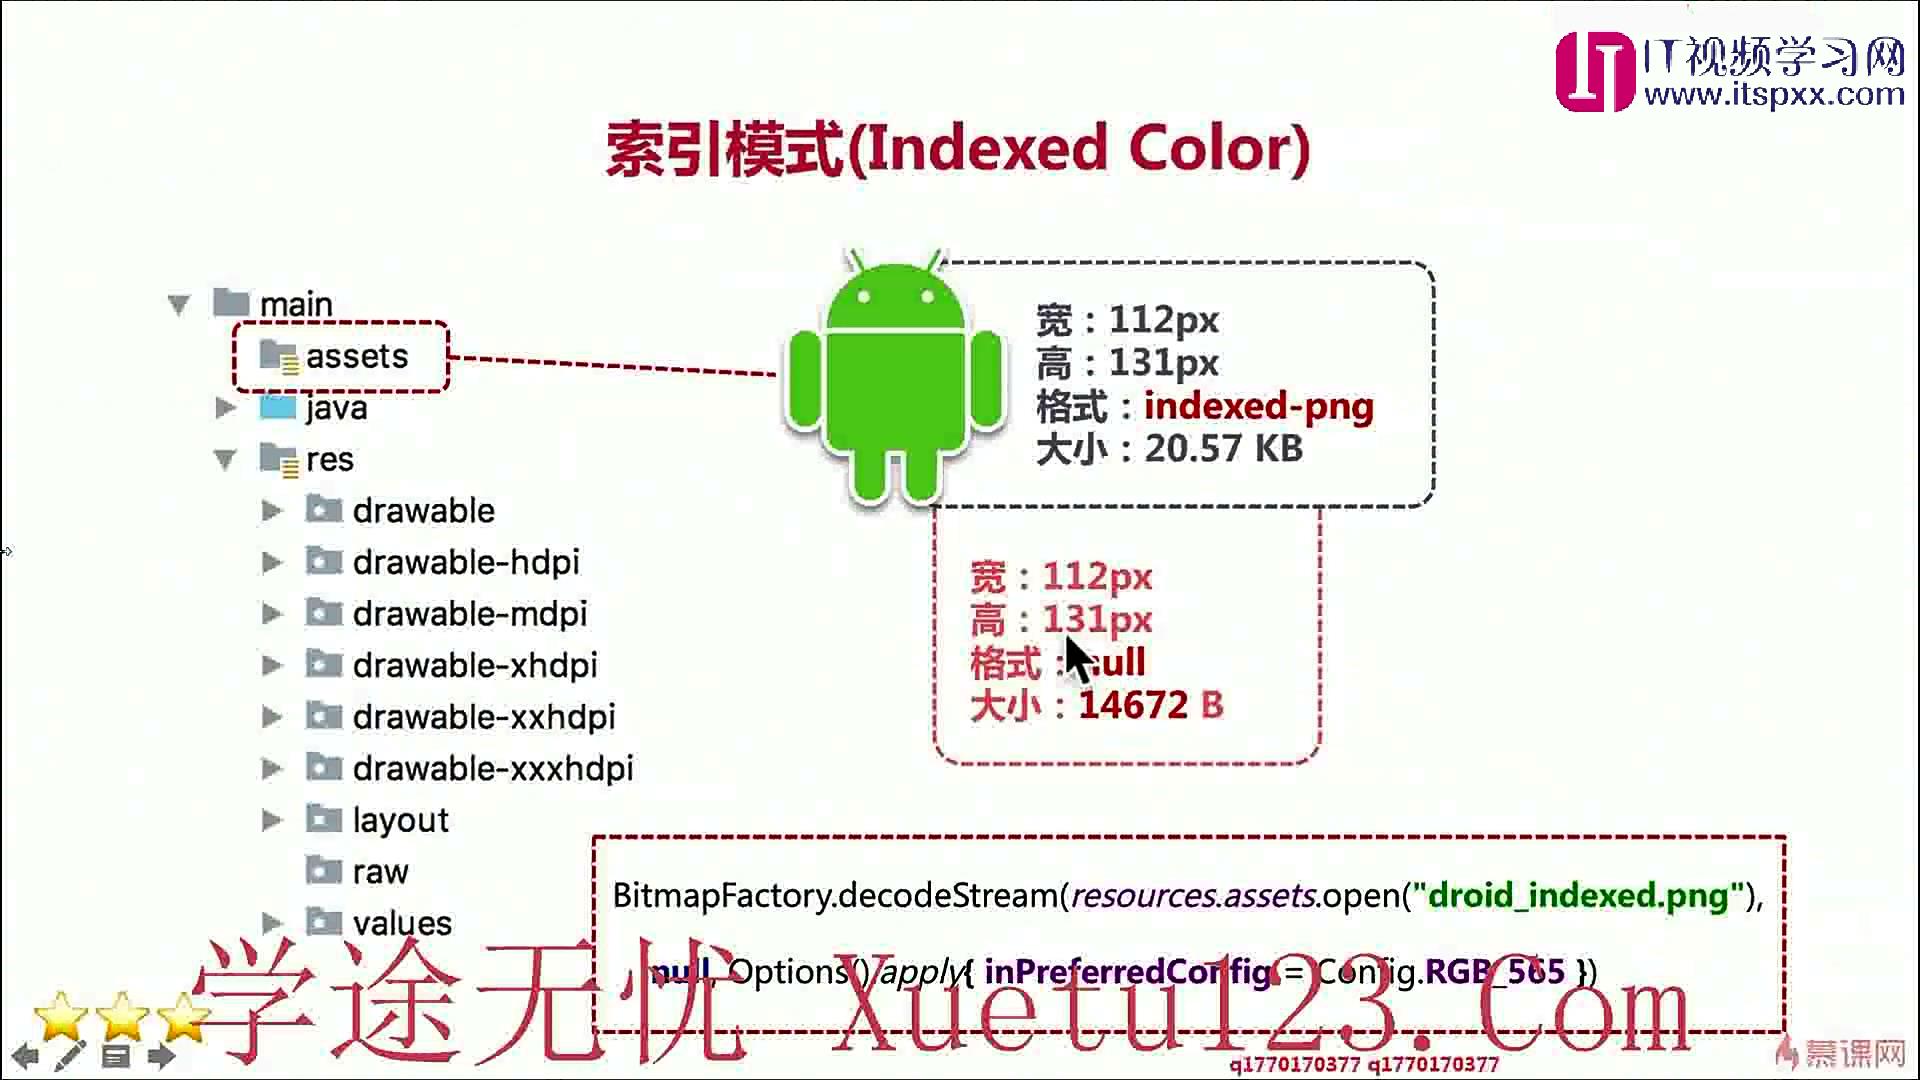 IT视频学习网
www.itspxx.com
索引模式(Indexed Color)
main
assets
java
res
drawable
drawable-hdpi
drawable-mdpi
drawable-xhdpi
drawable-xxhdpi
drawable-xxxhdpi
layout
raw
values
宽：112px
高：131px
格式：indexed-png
大小：20.57 KB
宽：112px
高：131px
格式：null
大小：14672 B
BitmapFactory.decodeStream(resources.assets.open("droid_indexed.png"),
null, Options().apply{ inPreferredConfig = Config.RGB_565 })
学途无忧 Xuetu123.Com
q1770170377 q1770170377
慕课网